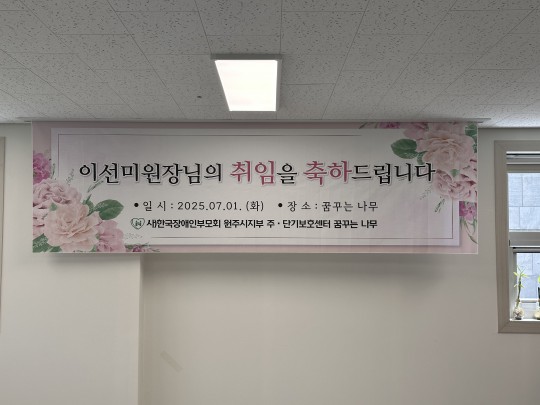 이선미원장님의 취임을 축하드립니다
• 일 시 : 2025.07.01. (화) • 장 소 : 꿈꾸는 나무
새한국장애인부모회 원주시지부 주·단기보호센터 꿈꾸는 나무